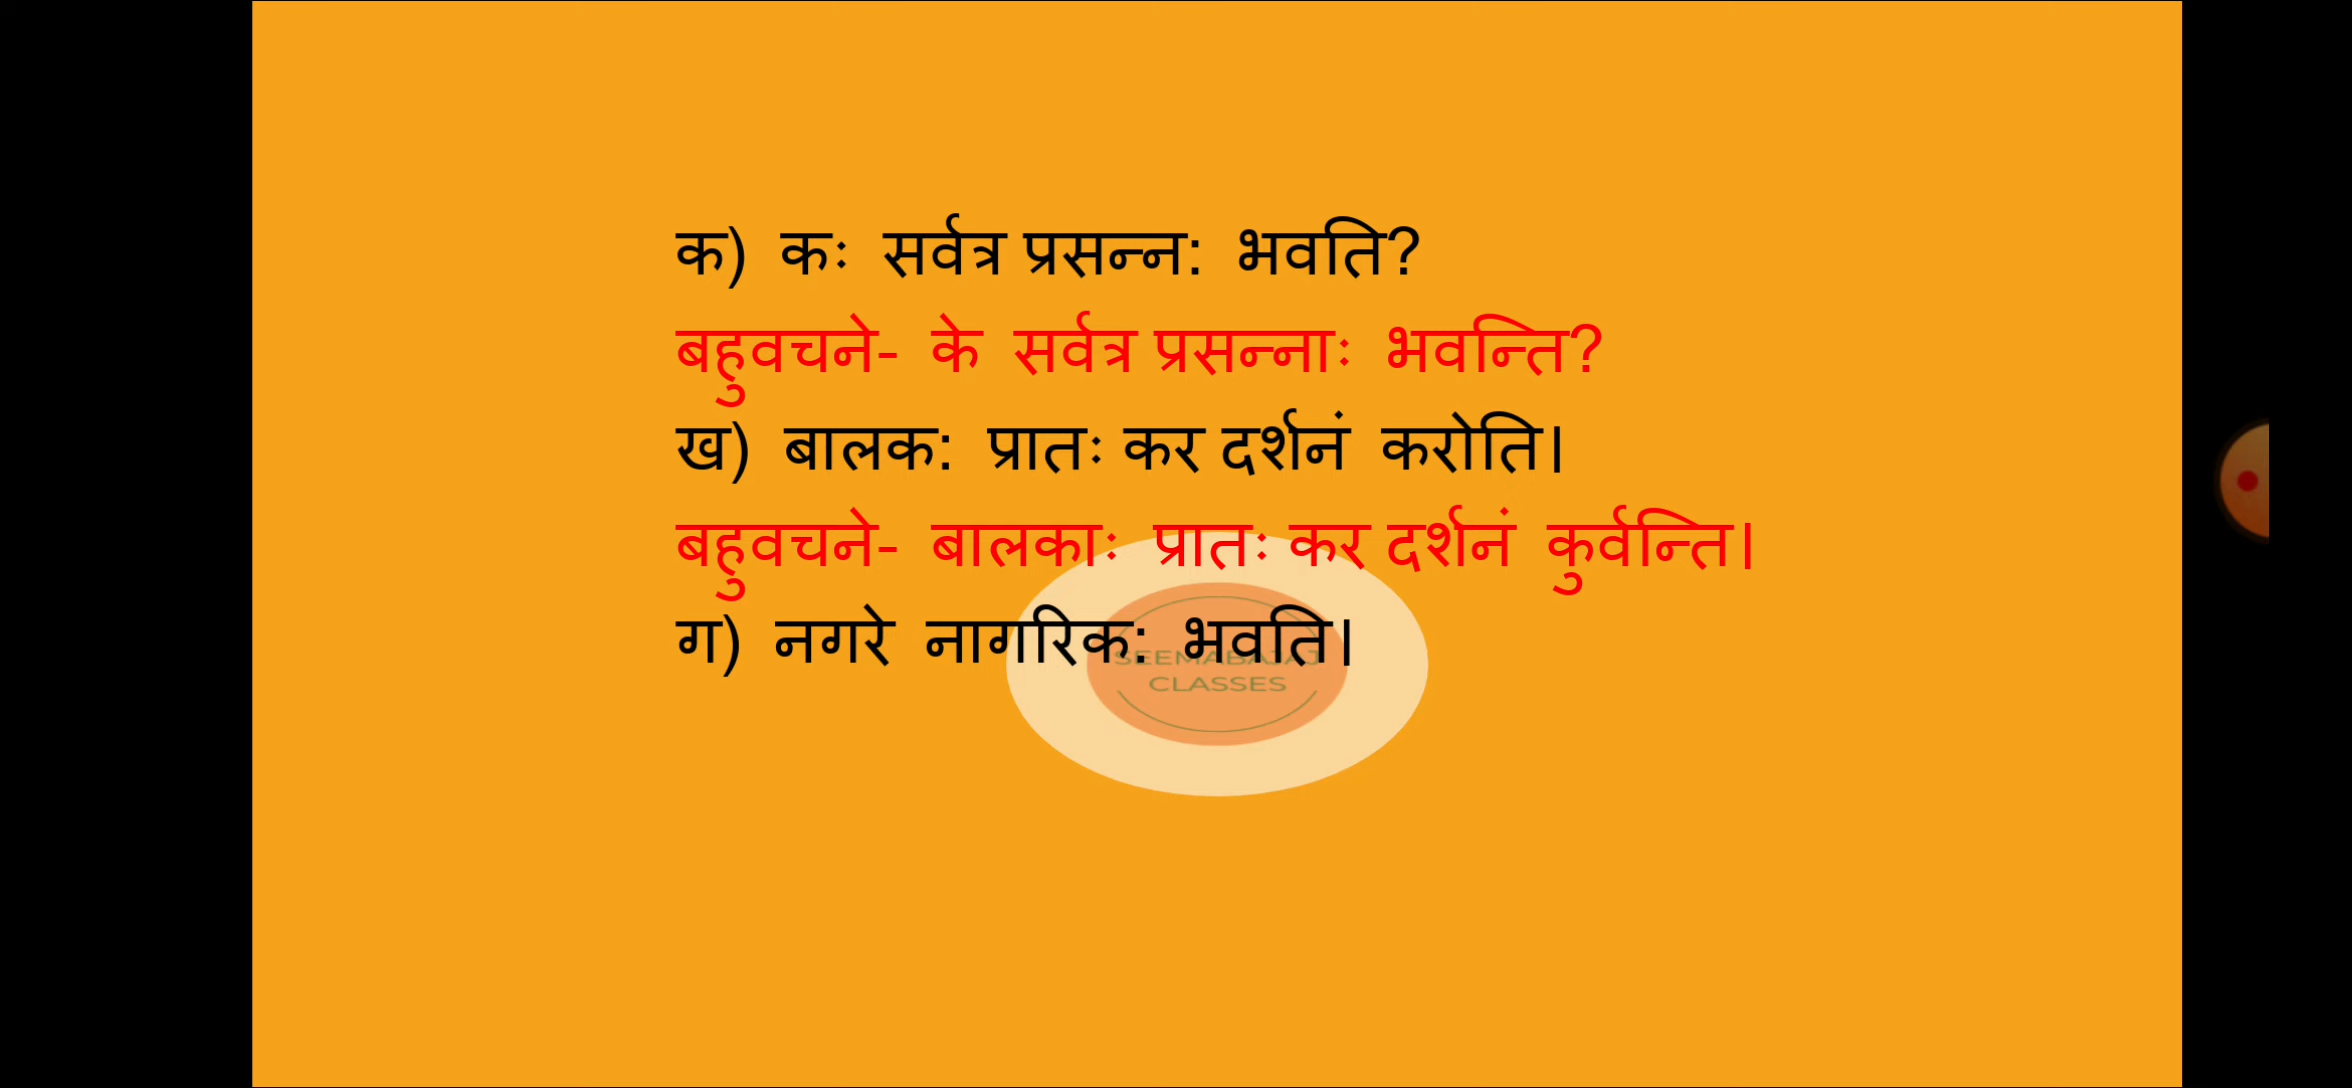 क) कः सर्वत्र प्रसन्न: भवति?
बहुवचने- के सर्वत्र प्रसन्नाः भवन्ति?
ख) बालक: प्रातः कर दर्शनं करोति।
बहुवचने- बालकाः प्रातः कर दर्शनं कुर्वन्ति।
ग) नगरे नागरिक: भवति।
SEEMABAJAJ
CLASSES